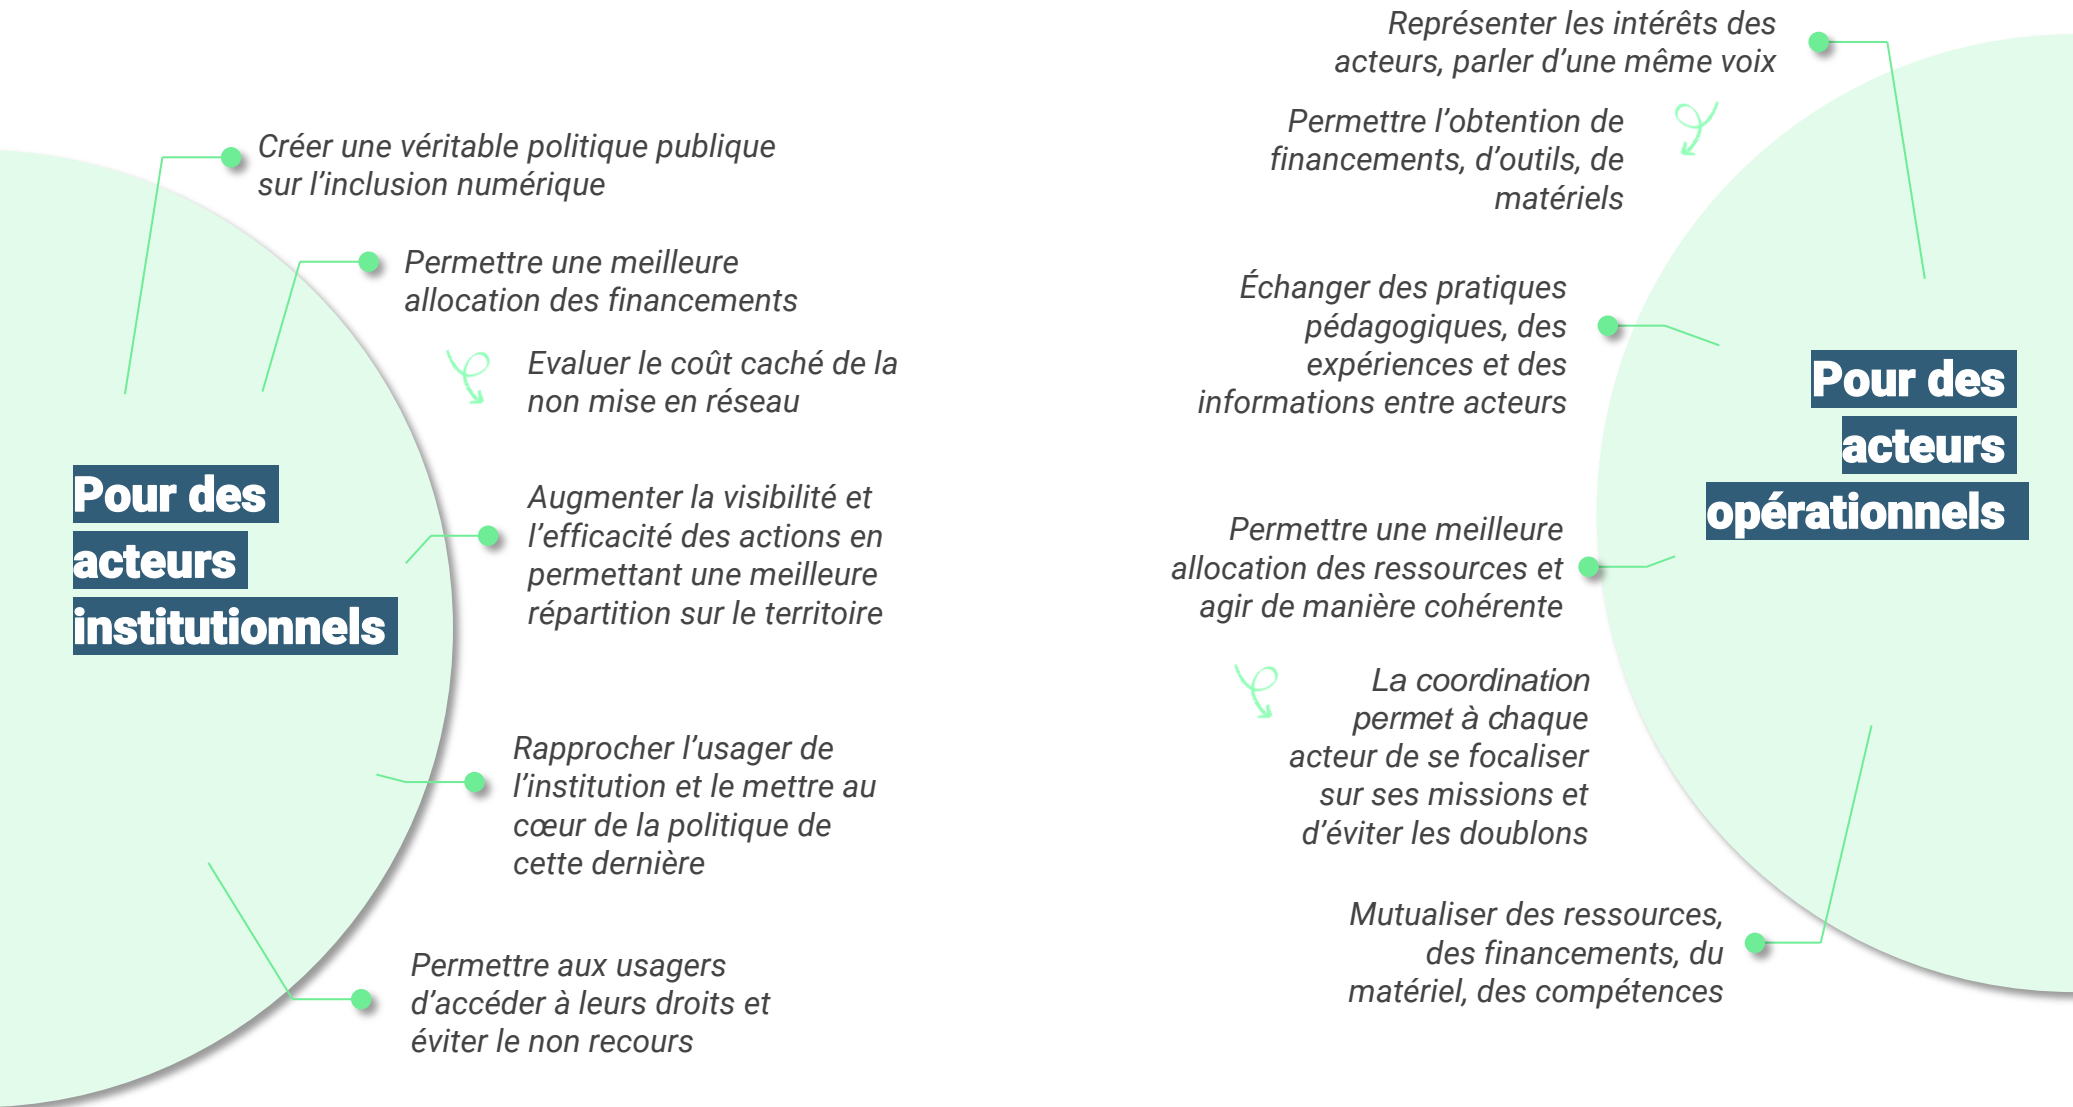 Créer une véritable politique publique
sur l'inclusion numérique
Permettre une meilleure
allocation des financements
Evaluer le coût caché de la
non mise en réseau
Pour des
acteurs
institutionnels
Augmenter la visibilité et
l'efficacité des actions en
permettant une meilleure
répartition sur le territoire
Rapprocher l'usager de
l'institution et le mettre au
cœur de la politique de
cette dernière
Permettre aux usagers
d'accéder à leurs droits et
éviter le non recours
Représenter les intérêts des
acteurs, parler d'une même voix
Permettre l'obtention de
financements, d'outils, de
matériels
Échanger des pratiques
pédagogiques, des
expériences et des
informations entre acteurs
Pour des
acteurs
opérationnels
Permettre une meilleure
allocation des ressources et
agir de manière cohérente
La coordination
permet à chaque
acteur de se focaliser
sur ses missions et
d'éviter les doublons
Mutualiser des ressources,
des financements, du
matériel, des compétences